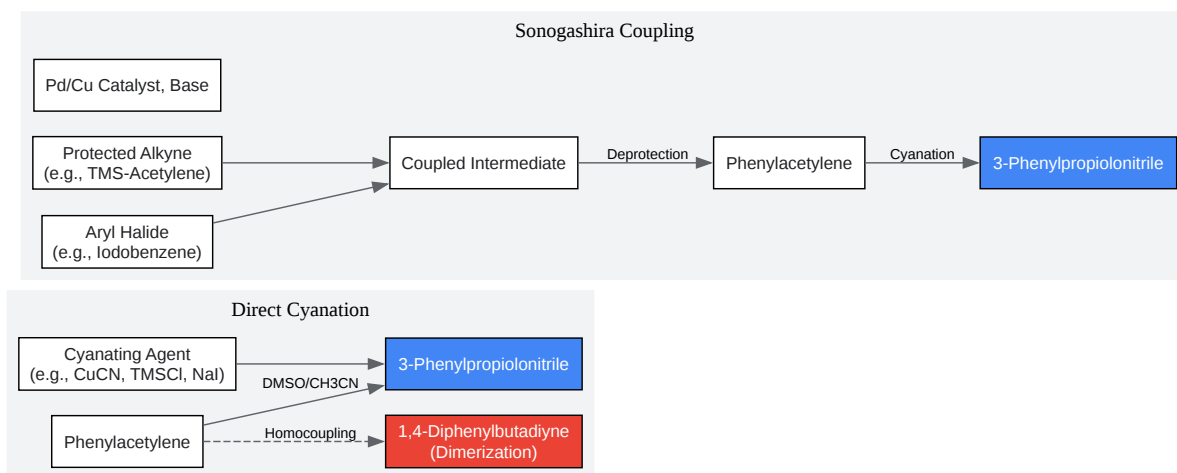 Sonogashira Coupling
Pd/Cu Catalyst, Base
Protected Alkyne
(e.g., TMS-Acetylene)
Aryl Halide
(e.g., Iodobenzene)
Coupled Intermediate
Deprotection
Phenylacetylene
Cyanation
3-Phenylpropiolonitrile
Direct Cyanation
Cyanating Agent
(e.g., CuCN, TMSCl, NaI)
3-Phenylpropiolonitrile
DMSO/CH3CN
Phenylacetylene
Homocoupling
1,4-Diphenylbutadiyne
(Dimerization)